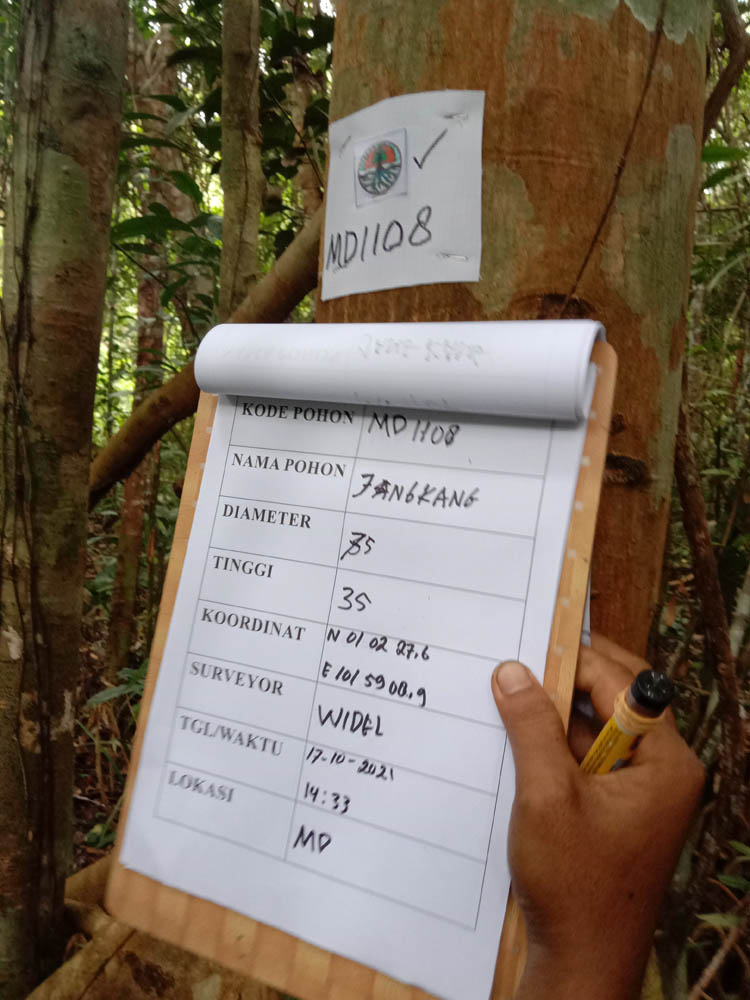 MD1108
KODE POHON MD1108
NAMA POHON JANGKANG
DIAMETER 35
TINGGI 35
KOORDINAT N 01 02 27.6
E 101 59 08.9
SURVEYOR WIDEL
TGL/WAKTU 17-10-2021
14:33
LOKASI MD